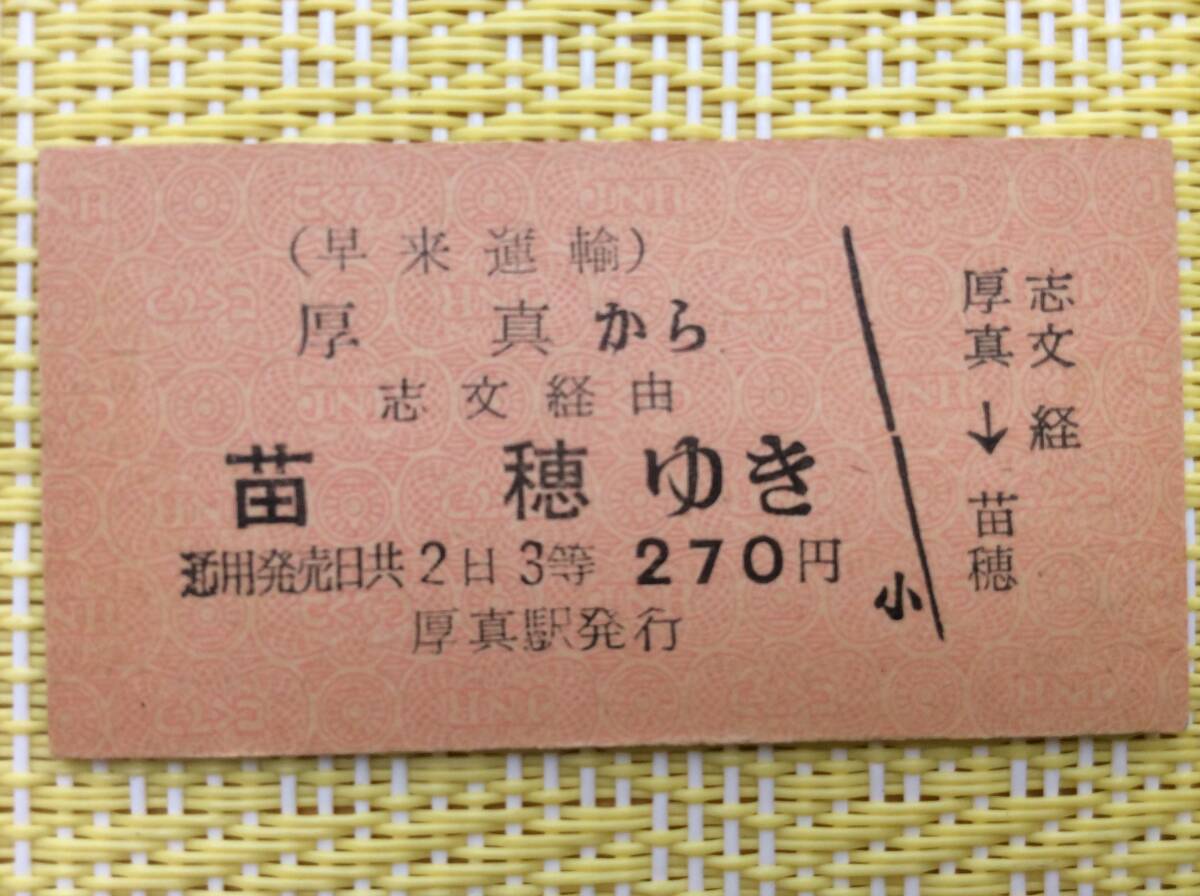 （早来運輸）
厚真から
志文経由
苗穂ゆき
通用発売日共2日3等 270円
厚真駅発行
小
志文経
厚真→苗穂